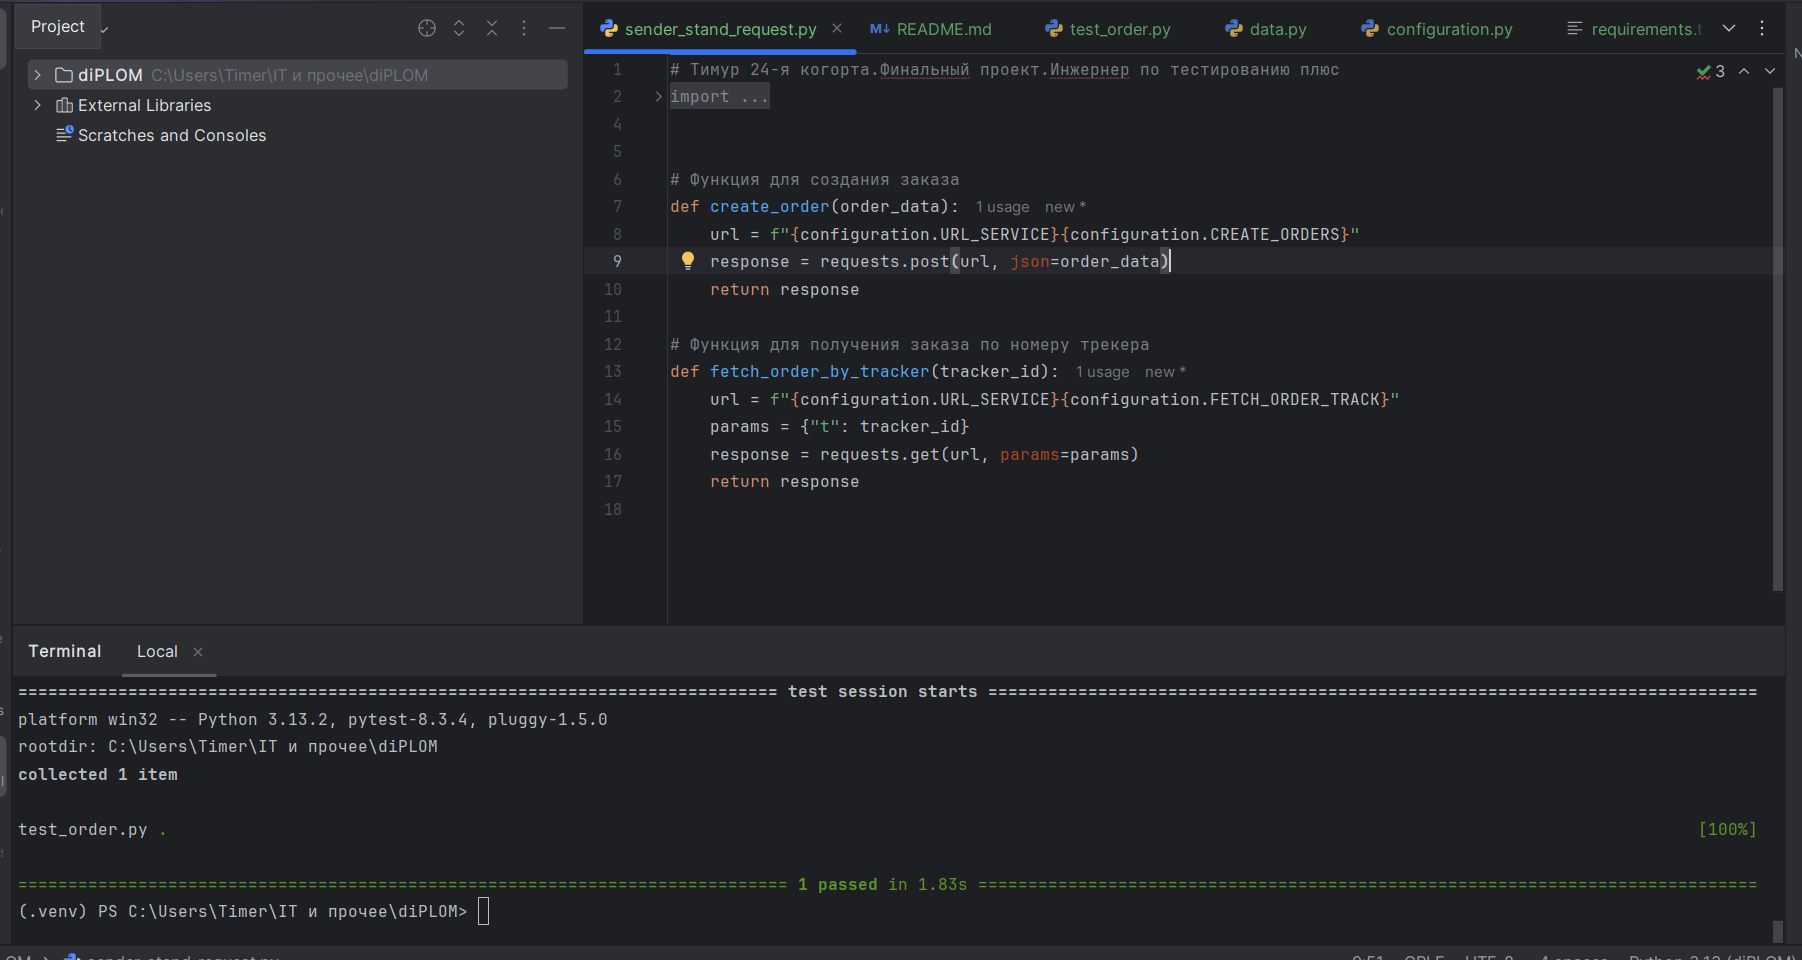 Project
sender_stand_request.py
README.md
test_order.py
data.py
configuration.py
requirements.t
diPLOM C:\Users\Timer\IT и прочее\diPLOM
External Libraries
Scratches and Consoles
3
1 # Тимур 24-я когорта.Финальный проект.Инжернер по тестированию плюс
2 import ...
4
5
6 # Функция для создания заказа
7 def create_order(order_data): 1 usage new *
8 url = f"{configuration.URL_SERVICE}{configuration.CREATE_ORDERS}"
9 response = requests.post(url, json=order_data)
10 return response
11
12 # Функция для получения заказа по номеру трекера
13 def fetch_order_by_tracker(tracker_id): 1 usage new *
14 url = f"{configuration.URL_SERVICE}{configuration.FETCH_ORDER_TRACK}"
15 params = {"t": tracker_id}
16 response = requests.get(url, params=params)
17 return response
18
Terminal Local
============================================================================ test session starts =============================================================================
platform win32 -- Python 3.13.2, pytest-8.3.4, pluggy-1.5.0
rootdir: C:\Users\Timer\IT и прочее\diPLOM
collected 1 item
test_order.py . [100%]
============================================================================= 1 passed in 1.83s ==============================================================================
(.venv) PS C:\Users\Timer\IT и прочее\diPLOM>